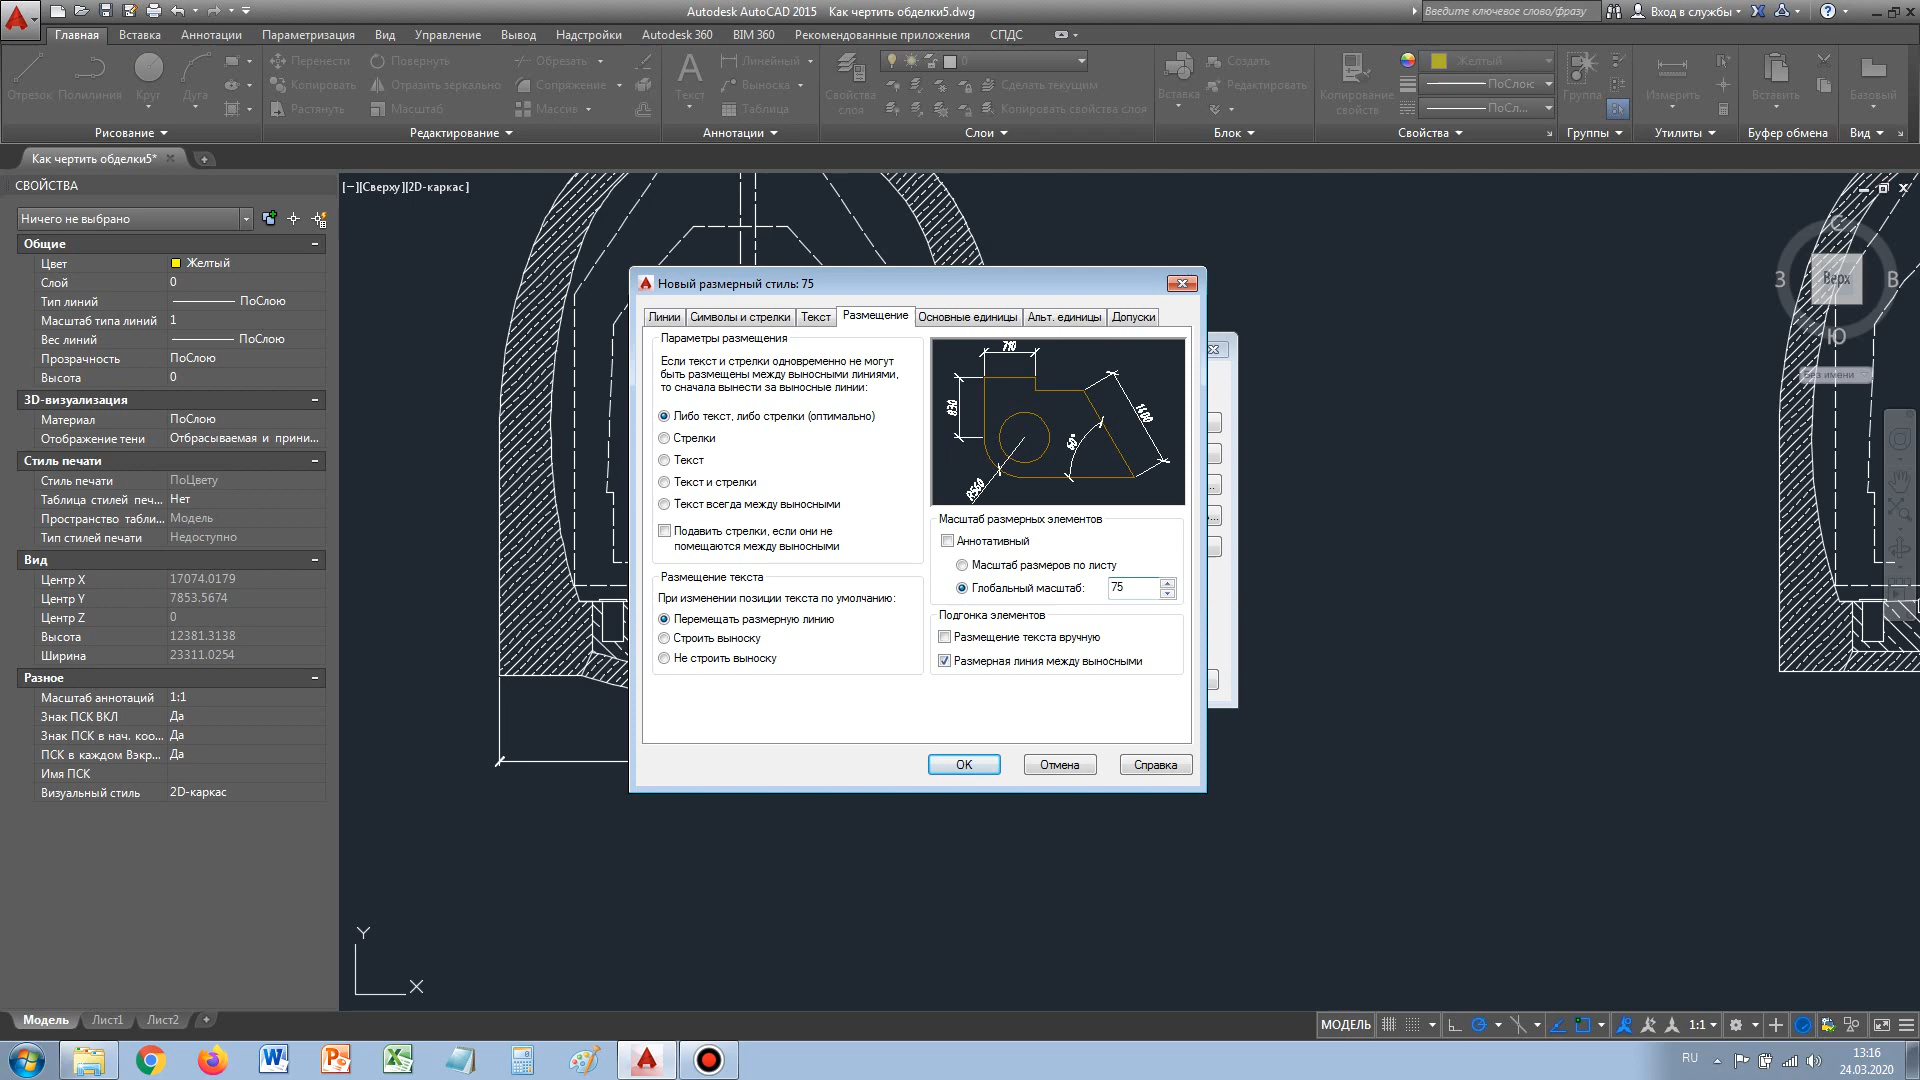 Autodesk AutoCAD 2015 Как чертить обделки5.dwg
Введите ключевое слово/фразу
Вход в службы
Главная Вставка Аннотации Параметризация Вид Управление Вывод Надстройки Autodesk 360 BIM 360 Рекомендованные приложения СПДС
Отрезок Полилиния Круг Дуга
Перенести Повернуть Обрезать
Копировать Отразить зеркально Сопряжение
Растянуть Масштаб Массив
Текст
Линейный
Выноска
Таблица
Свойства слоя
0
Сделать текущим
Копировать свойства слоя
Вставка
Создать
Редактировать
Копирование свойств
Желтый
ПоСлою
ПоСл...
Группа
Измерить
Вставить
Базовый
Рисование Редактирование Аннотации Слои Блок Свойства Группы Утилиты Буфер обмена Вид
Как чертить обделки5*
СВОЙСТВА
Ничего не выбрано
Общие
Цвет Желтый
Слой 0
Тип линий ПоСлою
Масштаб типа линий 1
Вес линий ПоСлою
Прозрачность ПоСлою
Высота 0
3D-визуализация
Материал ПоСлою
Отображение тени Отбрасываемая и прини...
Стиль печати
Стиль печати ПоЦвету
Таблица стилей печ... Нет
Пространство табли... Модель
Тип стилей печати Недоступно
Вид
Центр X 17074.0179
Центр Y 7853.5674
Центр Z 0
Высота 12381.3138
Ширина 23311.0254
Разное
Масштаб аннотаций 1:1
Знак ПСК ВКЛ Да
Знак ПСК в нач. коо... Да
ПСК в каждом Вэкр... Да
Имя ПСК
Визуальный стиль 2D-каркас
[−][Сверху][2D-каркас]
С
З Верх В
Ю
Без имени
Новый размерный стиль: 75
Линии Символы и стрелки Текст Размещение Основные единицы Альт. единицы Допуски
Параметры размещения
Если текст и стрелки одновременно не могут
быть размещены между выносными линиями,
то сначала вынести за выносные линии:
Либо текст, либо стрелки (оптимально)
Стрелки
Текст
Текст и стрелки
Текст всегда между выносными
Подавить стрелки, если они не
помещаются между выносными
Размещение текста
При изменении позиции текста по умолчанию:
Перемещать размерную линию
Строить выноску
Не строить выноску
710
830
1400
60°
R560
Масштаб размерных элементов
Аннотативный
Масштаб размеров по листу
Глобальный масштаб: 75
Подгонка элементов
Размещение текста вручную
Размерная линия между выносными
OK Отмена Справка
Y
X
Модель Лист1 Лист2
МОДЕЛЬ 1:1
RU
13:16
24.03.2020